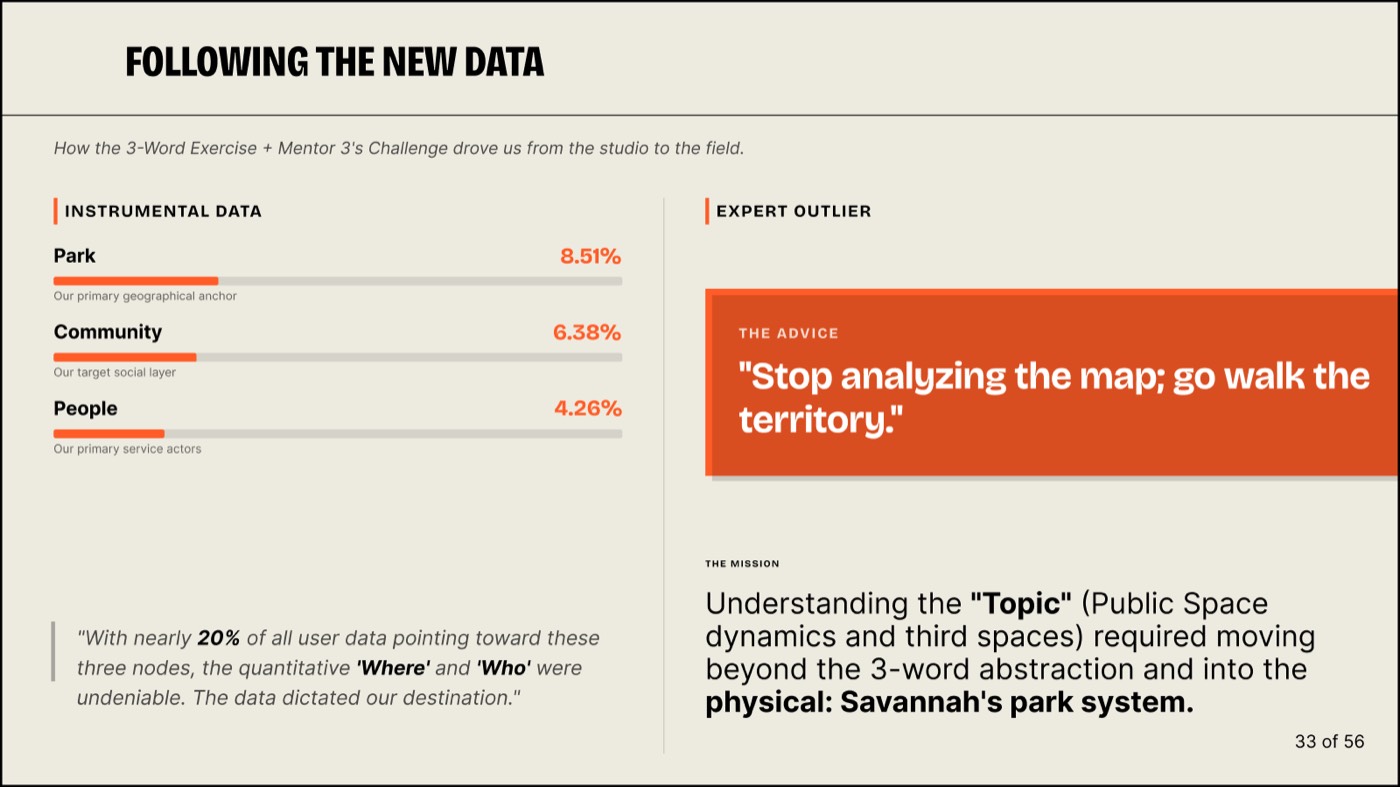 FOLLOWING THE NEW DATA
How the 3-Word Exercise + Mentor 3's Challenge drove us from the studio to the field.
INSTRUMENTAL DATA
Park
8.51%
Our primary geographical anchor
Community
6.38%
Our target social layer
People
4.26%
Our primary service actors
"With nearly 20% of all user data pointing toward these
three nodes, the quantitative 'Where' and 'Who' were
undeniable. The data dictated our destination."
EXPERT OUTLIER
THE ADVICE
"Stop analyzing the map; go walk the
territory."
THE MISSION
Understanding the "Topic" (Public Space
dynamics and third spaces) required moving
beyond the 3-word abstraction and into the
physical: Savannah's park system.
33 of 56